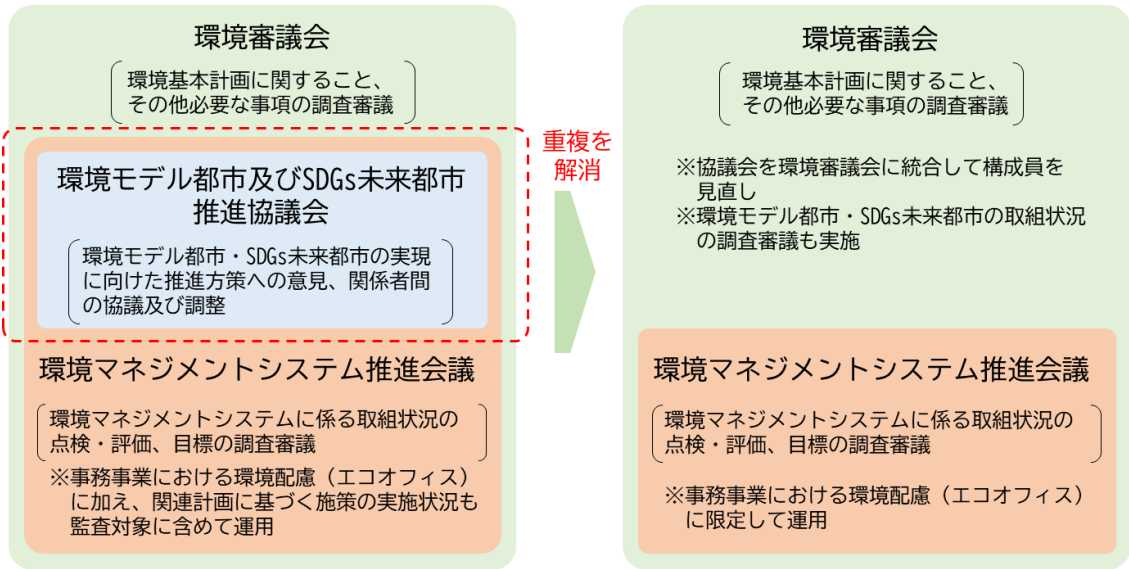 環境審議会
環境基本計画に関すること、
その他必要な事項の調査審議
環境モデル都市及びSDGs未来都市
推進協議会
環境モデル都市・SDGs未来都市の実現
に向けた推進方策への意見、関係者間
の協議及び調整
環境マネジメントシステム推進会議
環境マネジメントシステムに係る取組状況の
点検・評価、目標の調査審議
※事務事業における環境配慮（エコオフィス）
に加え、関連計画に基づく施策の実施状況も
監査対象に含めて運用
重複を
解消
環境審議会
環境基本計画に関すること、
その他必要な事項の調査審議
※協議会を環境審議会に統合して構成員を
見直し
※環境モデル都市・SDGs未来都市の取組状況
の調査審議も実施
環境マネジメントシステム推進会議
環境マネジメントシステムに係る取組状況の
点検・評価、目標の調査審議
※事務事業における環境配慮（エコオフィス）
に限定して運用